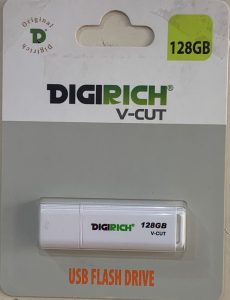 Original
D
Digirich
128GB
DIGIRICH®
V-CUT
DIGIRICH® 128GB
V-CUT
USB FLASH DRIVE